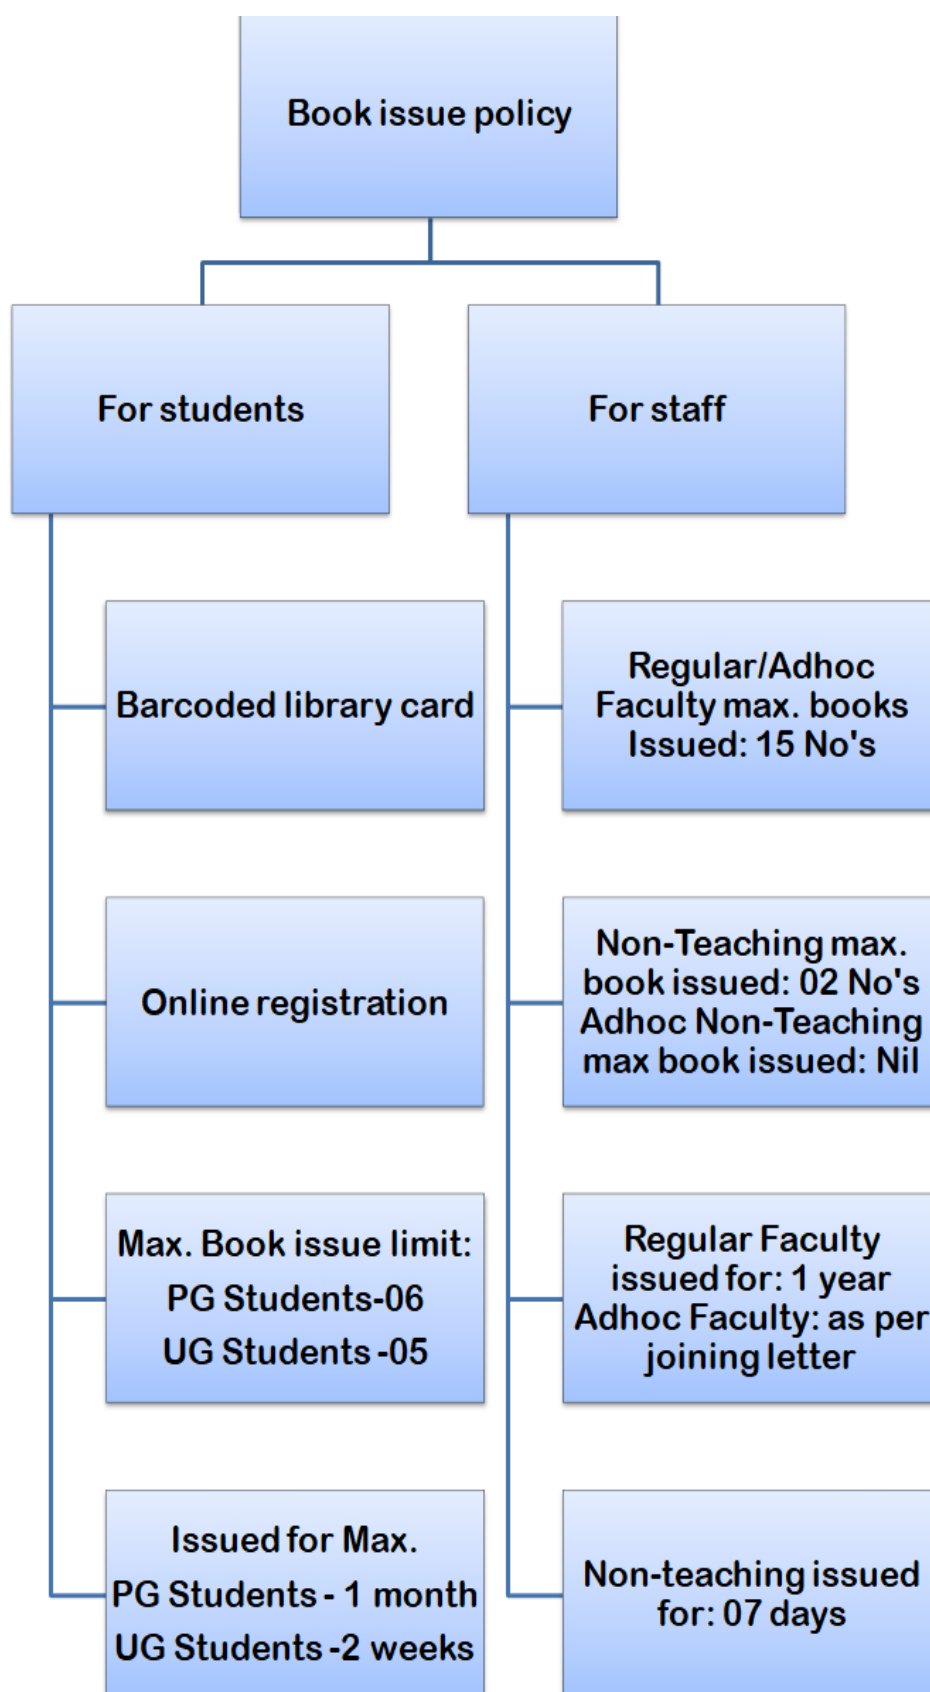 Book issue policy
For students
For staff
Barcoded library card
Regular/Adhoc
Faculty max. books
Issued: 15 No's
Online registration
Non-Teaching max.
book issued: 02 No's
Adhoc Non-Teaching
max book issued: Nil
Max. Book issue limit:
PG Students-06
UG Students -05
Regular Faculty
issued for: 1 year
Adhoc Faculty: as per
joining letter
Issued for Max.
PG Students - 1 month
UG Students -2 weeks
Non-teaching issued
for: 07 days